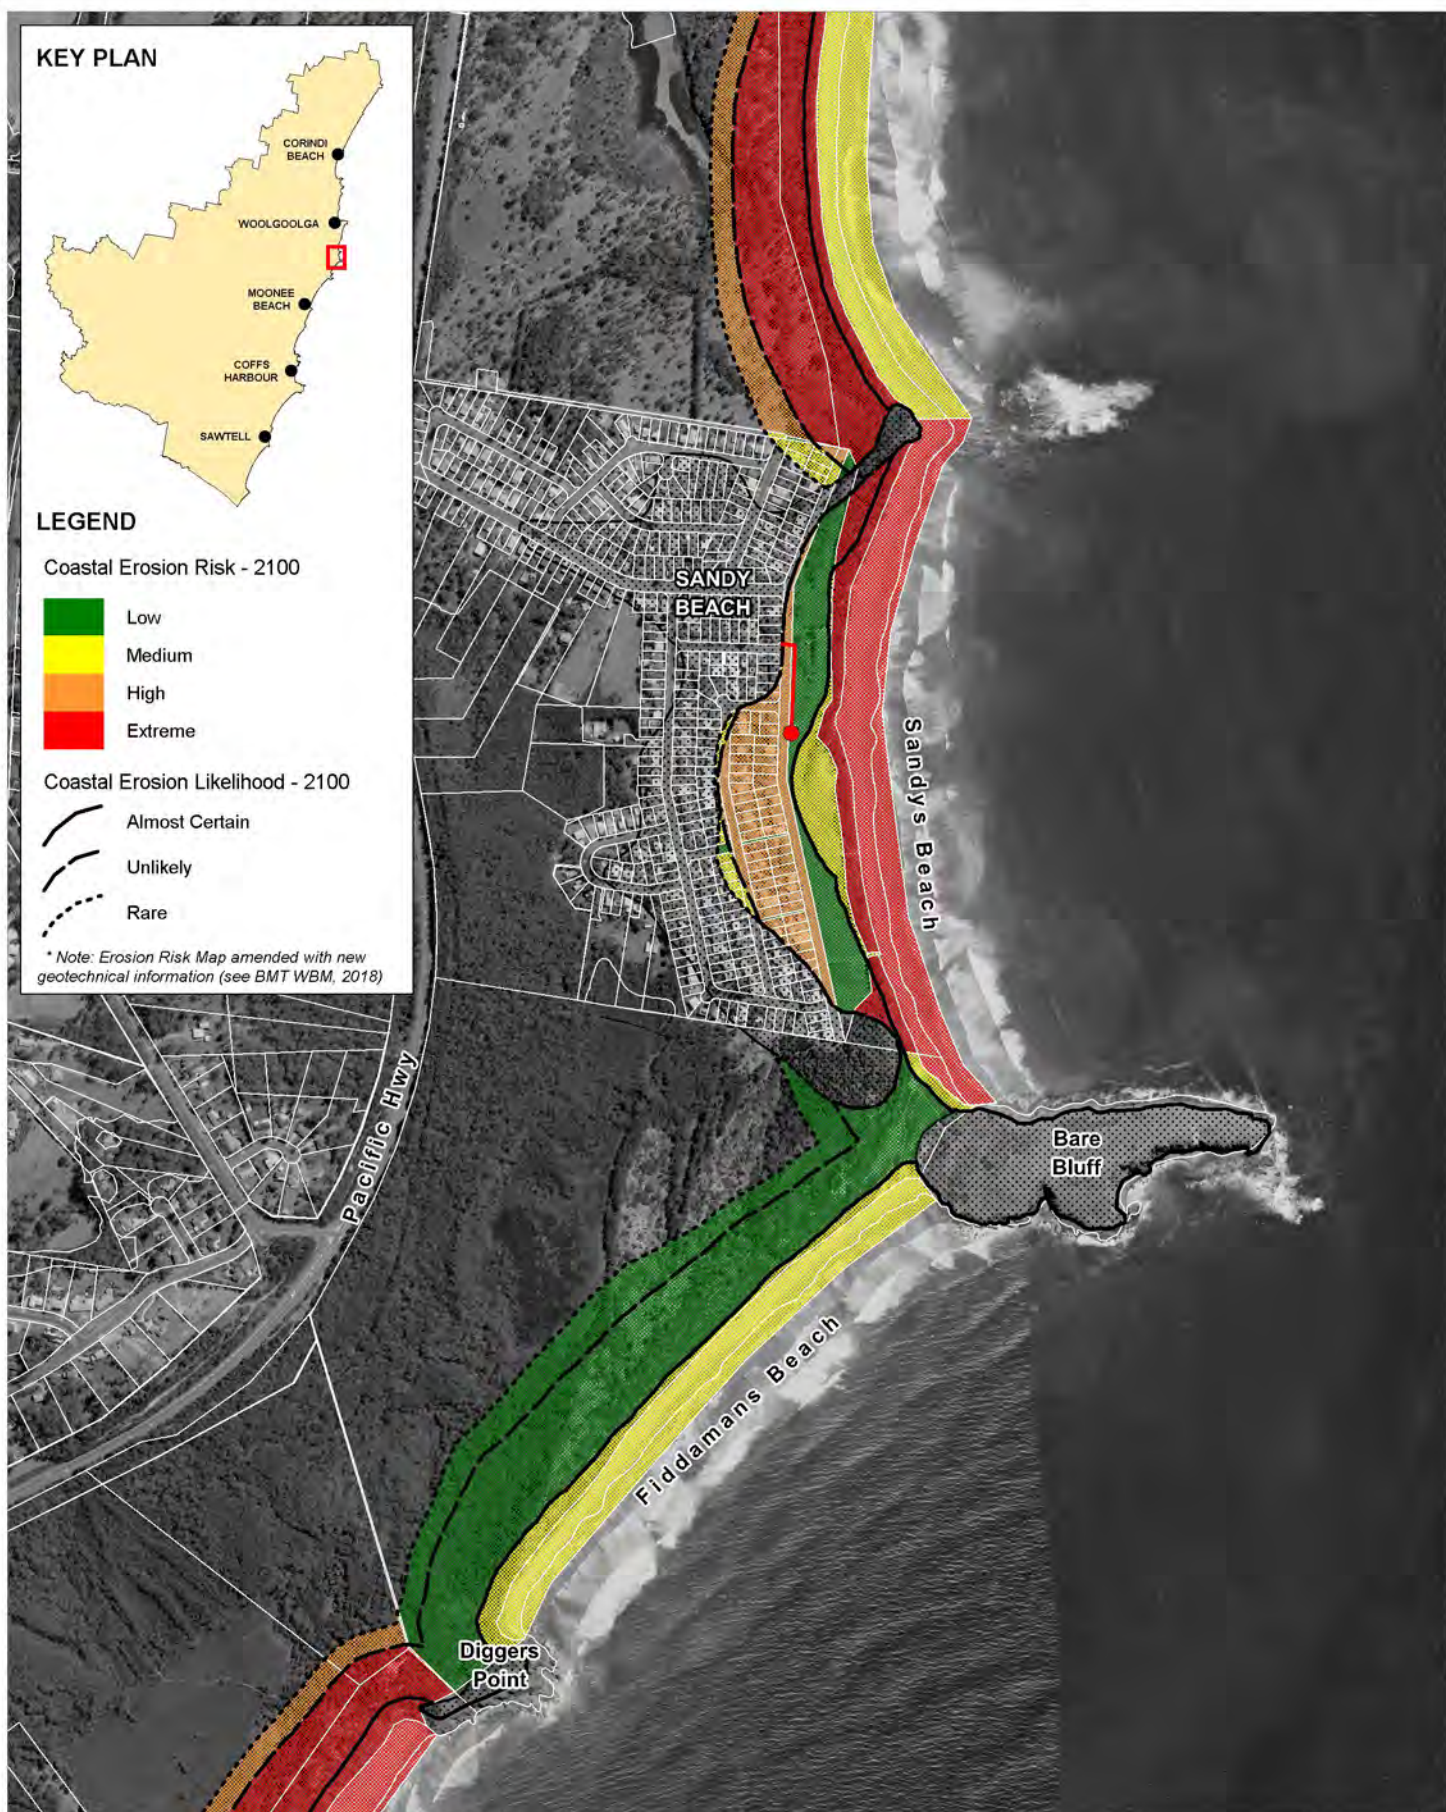 KEY PLAN
CORINDI
BEACH
WOOLGOOLGA
MOONEE
BEACH
COFFS
HARBOUR
SAWTELL
LEGEND
Coastal Erosion Risk - 2100
Low
Medium
High
Extreme
Coastal Erosion Likelihood - 2100
Almost Certain
Unlikely
Rare
* Note: Erosion Risk Map amended with new
geotechnical information (see BMT WBM, 2018)
SANDY
BEACH
Sandys Beach
Bare
Bluff
Pacific Hwy
Fiddamans Beach
Diggers
Point